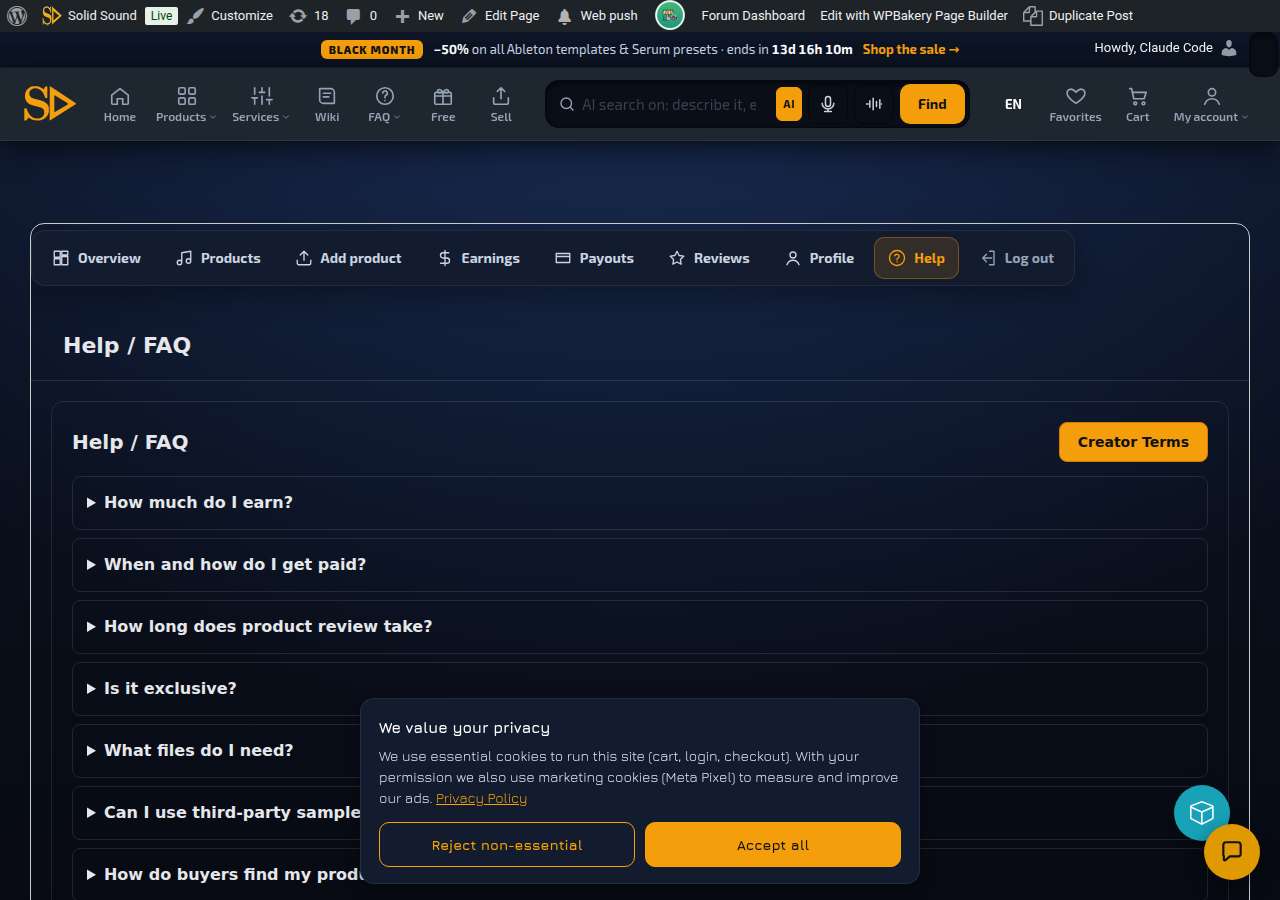 Solid Sound Live Customize 18 0 New Edit Page Web push Forum Dashboard Edit with WPBakery Page Builder Duplicate Post
BLACK MONTH −50% on all Ableton templates & Serum presets · ends in 13d 16h 10m Shop the sale →
Howdy, Claude Code
Home Products Services Wiki FAQ Free Sell
AI search on: describe it, e
AI
Find
EN
Favorites Cart My account
Overview Products Add product Earnings Payouts Reviews Profile Help Log out
Help / FAQ
Help / FAQ
Creator Terms
How much do I earn?
When and how do I get paid?
How long does product review take?
Is it exclusive?
What files do I need?
Can I use third-party sample
How do buyers find my prod
We value your privacy
We use essential cookies to run this site (cart, login, checkout). With your
permission we also use marketing cookies (Meta Pixel) to measure and improve
our ads. Privacy Policy
Reject non-essential
Accept all